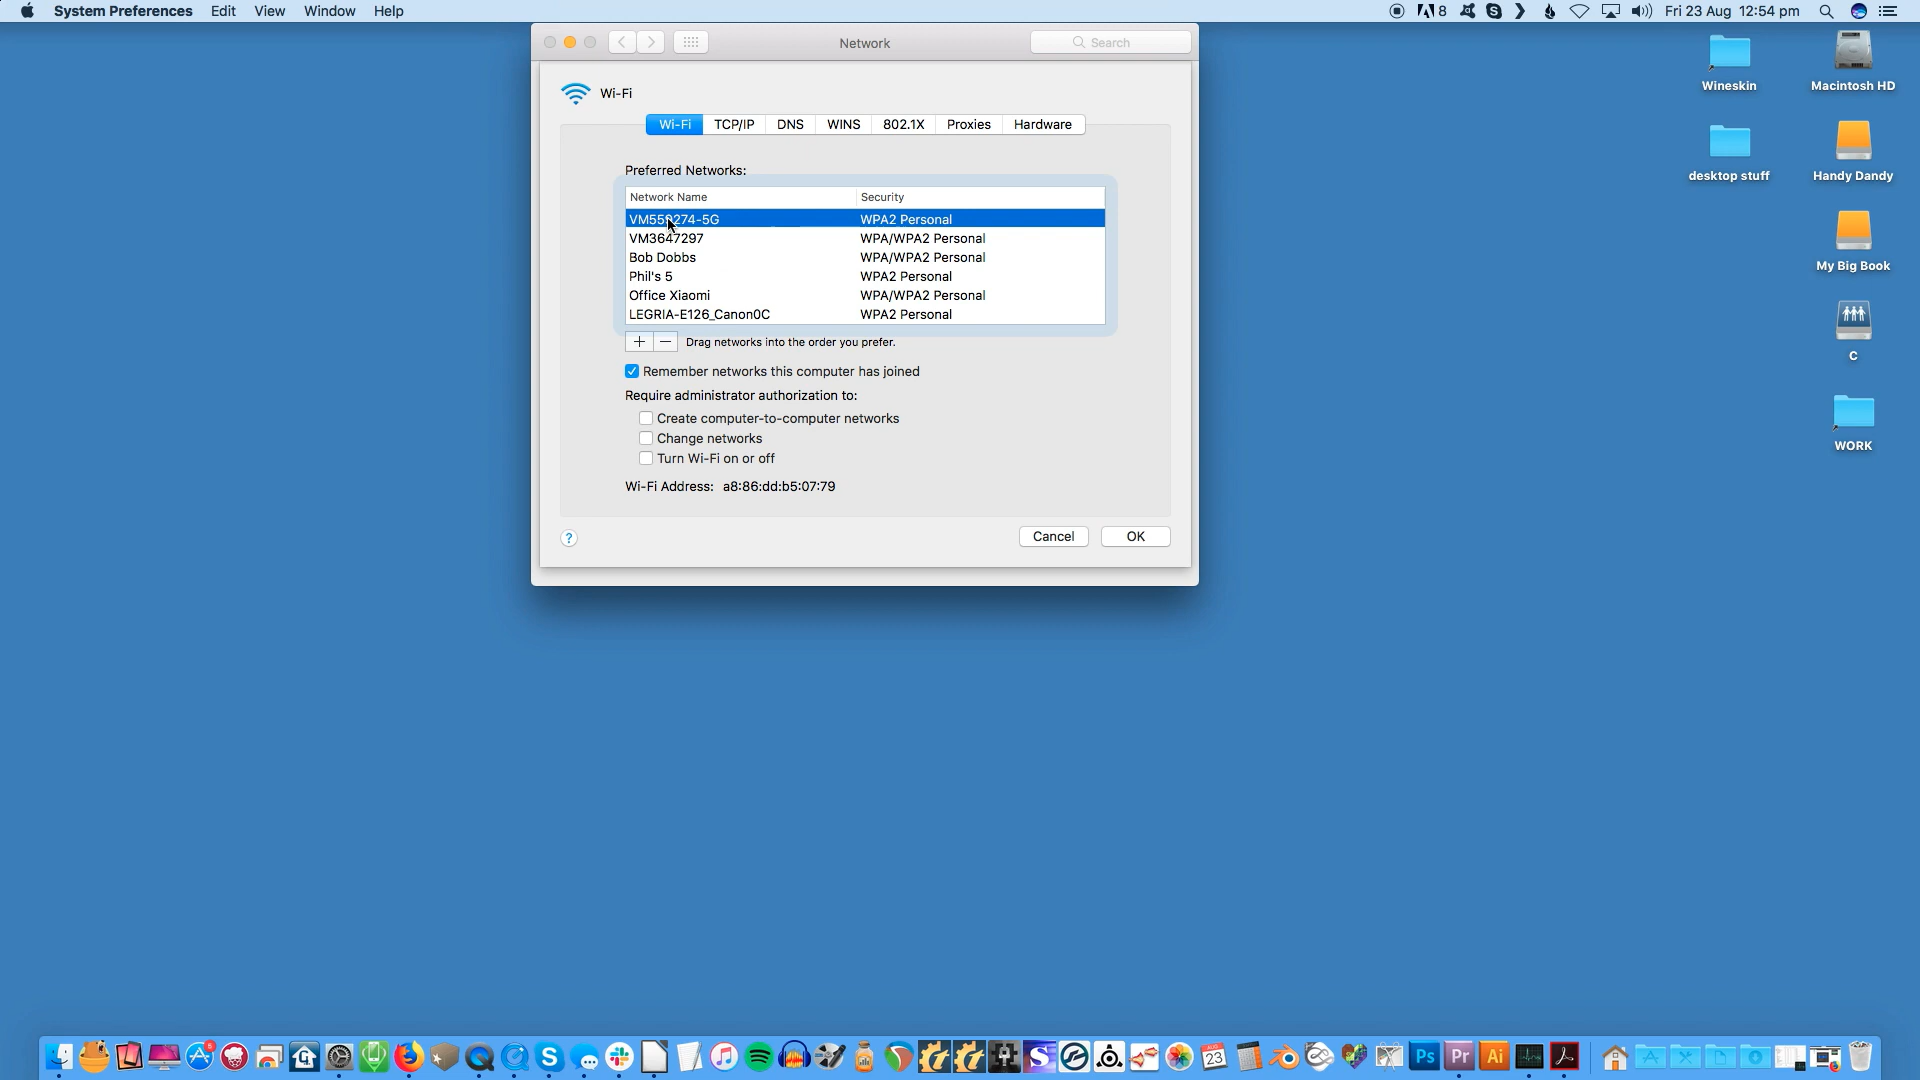 System Preferences Edit View Window Help
8 Fri 23 Aug 12:54 pm
Network
Search
Wi-Fi
Wi-Fi TCP/IP DNS WINS 802.1X Proxies Hardware
Preferred Networks:
Network Name Security
WPA2 Personal
VM3647297 WPA/WPA2 Personal
Bob Dobbs WPA/WPA2 Personal
Phil's 5 WPA2 Personal
Office Xiaomi WPA/WPA2 Personal
LEGRIA-E126_Canon0C WPA2 Personal
+ − Drag networks into the order you prefer.
Remember networks this computer has joined
Require administrator authorization to:
Create computer-to-computer networks
Change networks
Turn Wi-Fi on or off
Wi-Fi Address: a8:86:dd:b5:07:79
? Cancel OK
Wineskin
Macintosh HD
desktop stuff
Handy Dandy
My Big Book
C
WORK
AUG
23
Ps Pr Ai